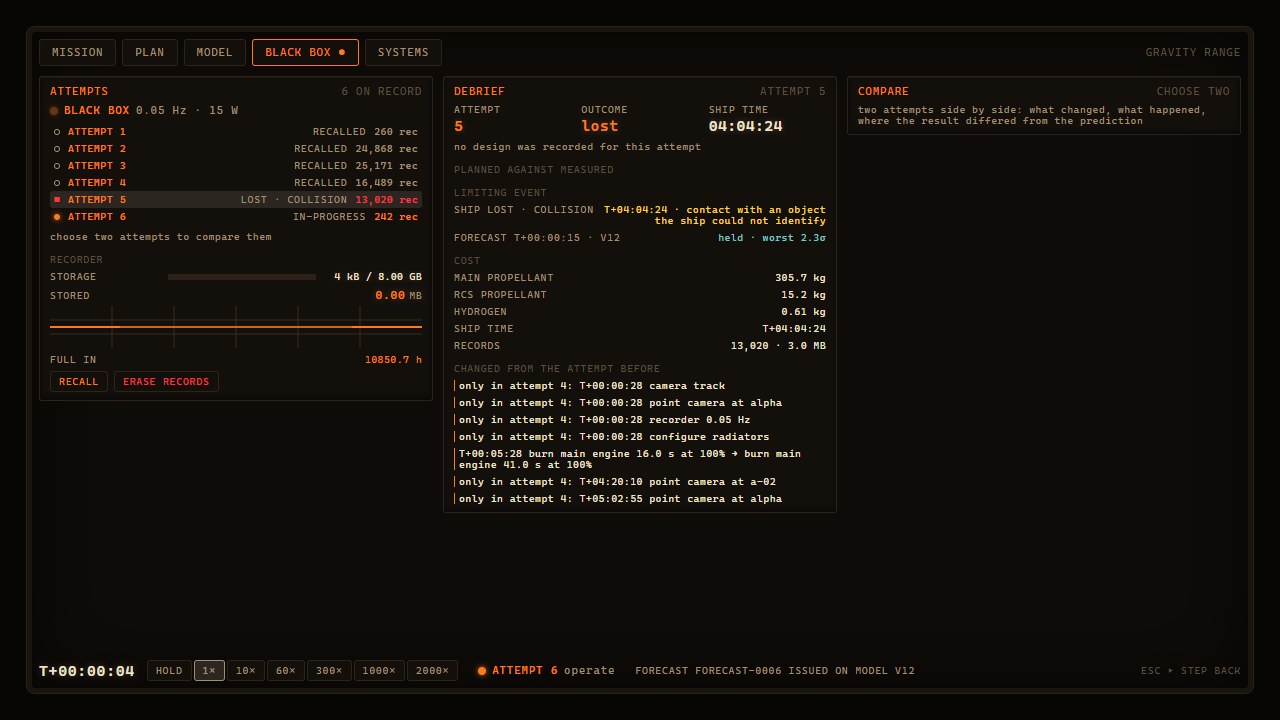 MISSION PLAN MODEL BLACK BOX SYSTEMS GRAVITY RANGE
ATTEMPTS 6 ON RECORD
BLACK BOX 0.05 Hz · 15 W
ATTEMPT 1 RECALLED 260 rec
ATTEMPT 2 RECALLED 24,868 rec
ATTEMPT 3 RECALLED 25,171 rec
ATTEMPT 4 RECALLED 16,489 rec
ATTEMPT 5 LOST · COLLISION 13,020 rec
ATTEMPT 6 IN-PROGRESS 242 rec
choose two attempts to compare them
RECORDER
STORAGE 4 kB / 8.00 GB
STORED 0.00 MB
FULL IN 10850.7 h
RECALL ERASE RECORDS
DEBRIEF ATTEMPT 5
ATTEMPT OUTCOME SHIP TIME
5 lost 04:04:24
no design was recorded for this attempt
PLANNED AGAINST MEASURED
LIMITING EVENT
SHIP LOST · COLLISION T+04:04:24 · contact with an object
the ship could not identify
FORECAST T+00:00:15 · V12 held · worst 2.3σ
COST
MAIN PROPELLANT 305.7 kg
RCS PROPELLANT 15.2 kg
HYDROGEN 0.61 kg
SHIP TIME T+04:04:24
RECORDS 13,020 · 3.0 MB
CHANGED FROM THE ATTEMPT BEFORE
only in attempt 4: T+00:00:28 camera track
only in attempt 4: T+00:00:28 point camera at alpha
only in attempt 4: T+00:00:28 recorder 0.05 Hz
only in attempt 4: T+00:00:28 configure radiators
T+00:05:28 burn main engine 16.0 s at 100% → burn main
engine 41.0 s at 100%
only in attempt 4: T+04:20:10 point camera at a-02
only in attempt 4: T+05:02:55 point camera at alpha
COMPARE CHOOSE TWO
two attempts side by side: what changed, what happened,
where the result differed from the prediction
T+00:00:04 HOLD 1× 10× 60× 300× 1000× 2000× ATTEMPT 6 operate FORECAST FORECAST-0006 ISSUED ON MODEL V12 ESC ▸ STEP BACK